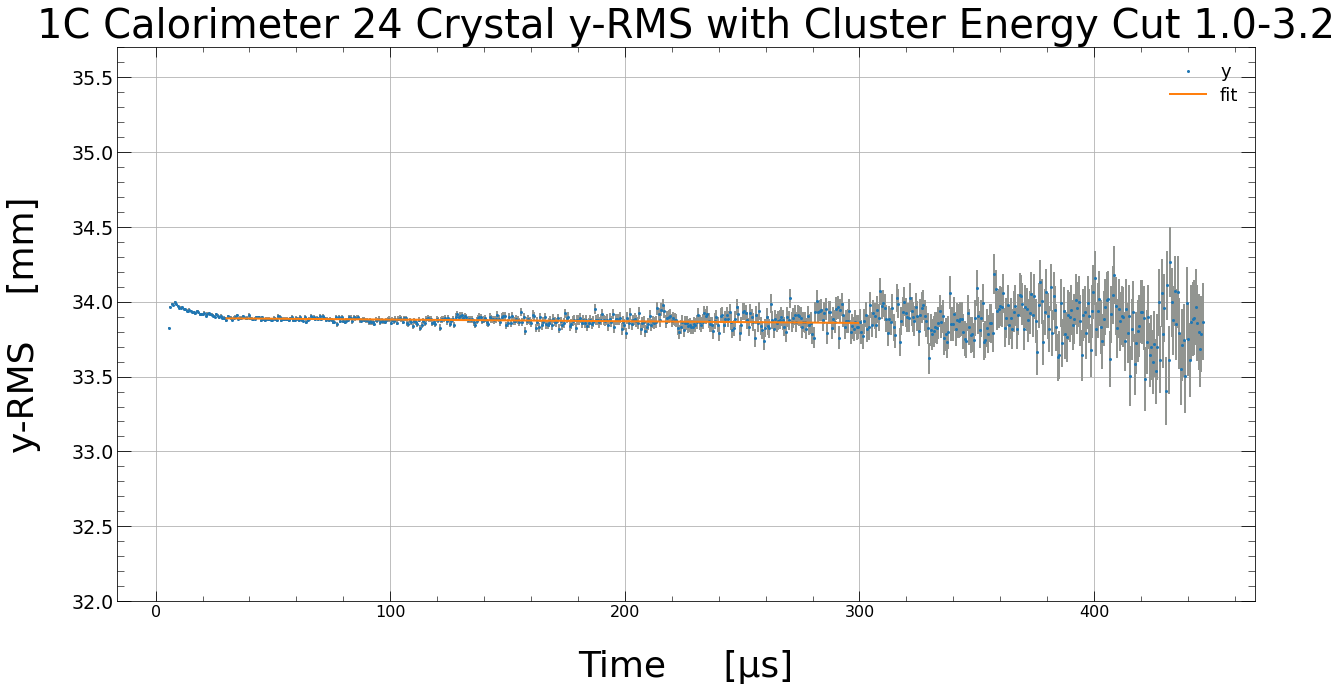 1C Calorimeter 24 Crystal y-RMS with Cluster Energy Cut 1.0-3.2
y
fit
35.5
35.0
34.5
34.0
33.5
33.0
32.5
32.0
y-RMS [mm]
0 100 200 300 400
Time [µs]